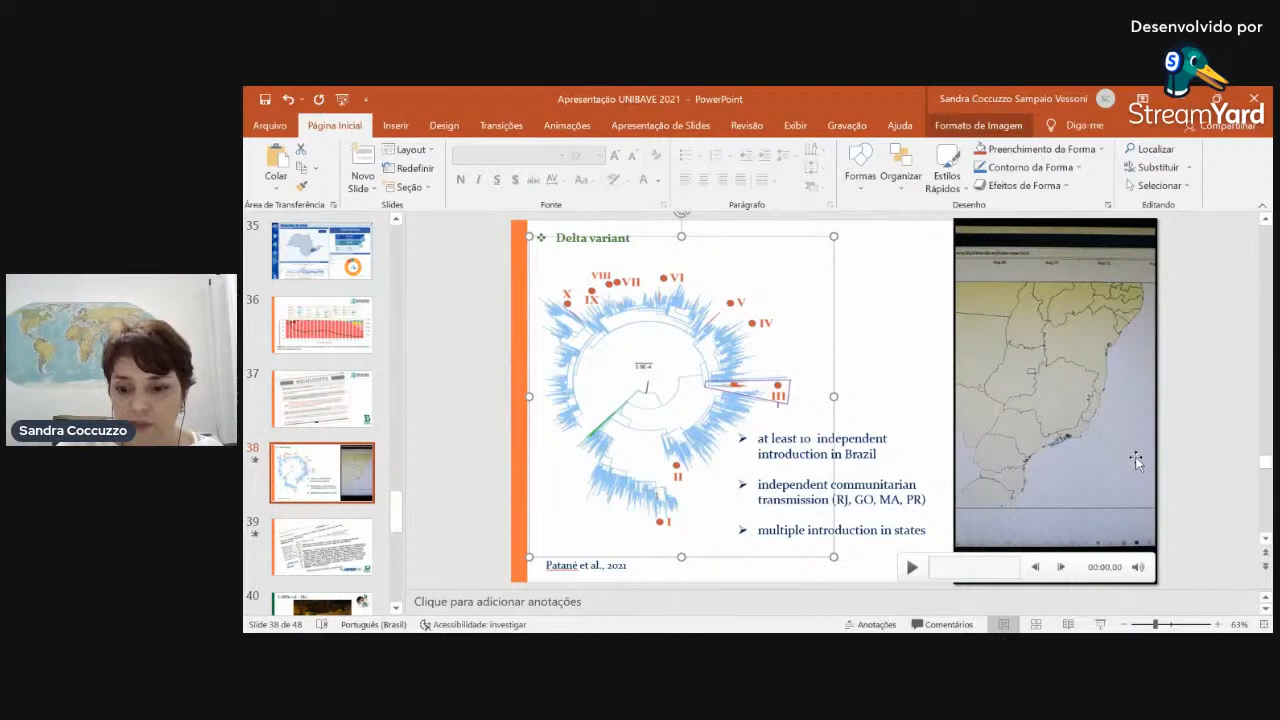 Desenvolvido por
S
StreamYard
Apresentação UNIBAVE 2021 - PowerPoint
Sandra Coccuzzo Sampaio Vessoni
SC
Arquivo
Página Inicial
Inserir
Design
Transições
Animações
Apresentação de Slides
Revisão
Exibir
Gravação
Ajuda
Formato de Imagem
Diga-me
Compartilhar
Colar
Novo
Slide
Layout
Redefinir
Seção
N I S S abc AV Aa A
Formas
Organizar
Estilos
Rápidos
Preenchimento da Forma
Contorno da Forma
Efeitos de Forma
Localizar
Substituir
Selecionar
Área de Transferência
Slides
Fonte
Parágrafo
Desenho
Editando
35
36
37
38
39
40
Delta variant
VIII
VII
VI
X
IX
V
IV
III
II
I
at least 10 independent
introduction in Brazil
independent communitarian
transmission (RJ, GO, MA, PR)
multiple introduction in states
Patané et al., 2021
00:00,00
Sandra Coccuzzo
Clique para adicionar anotações
Slide 38 de 48
Português (Brasil)
Acessibilidade: investigar
Anotações
Comentários
63%